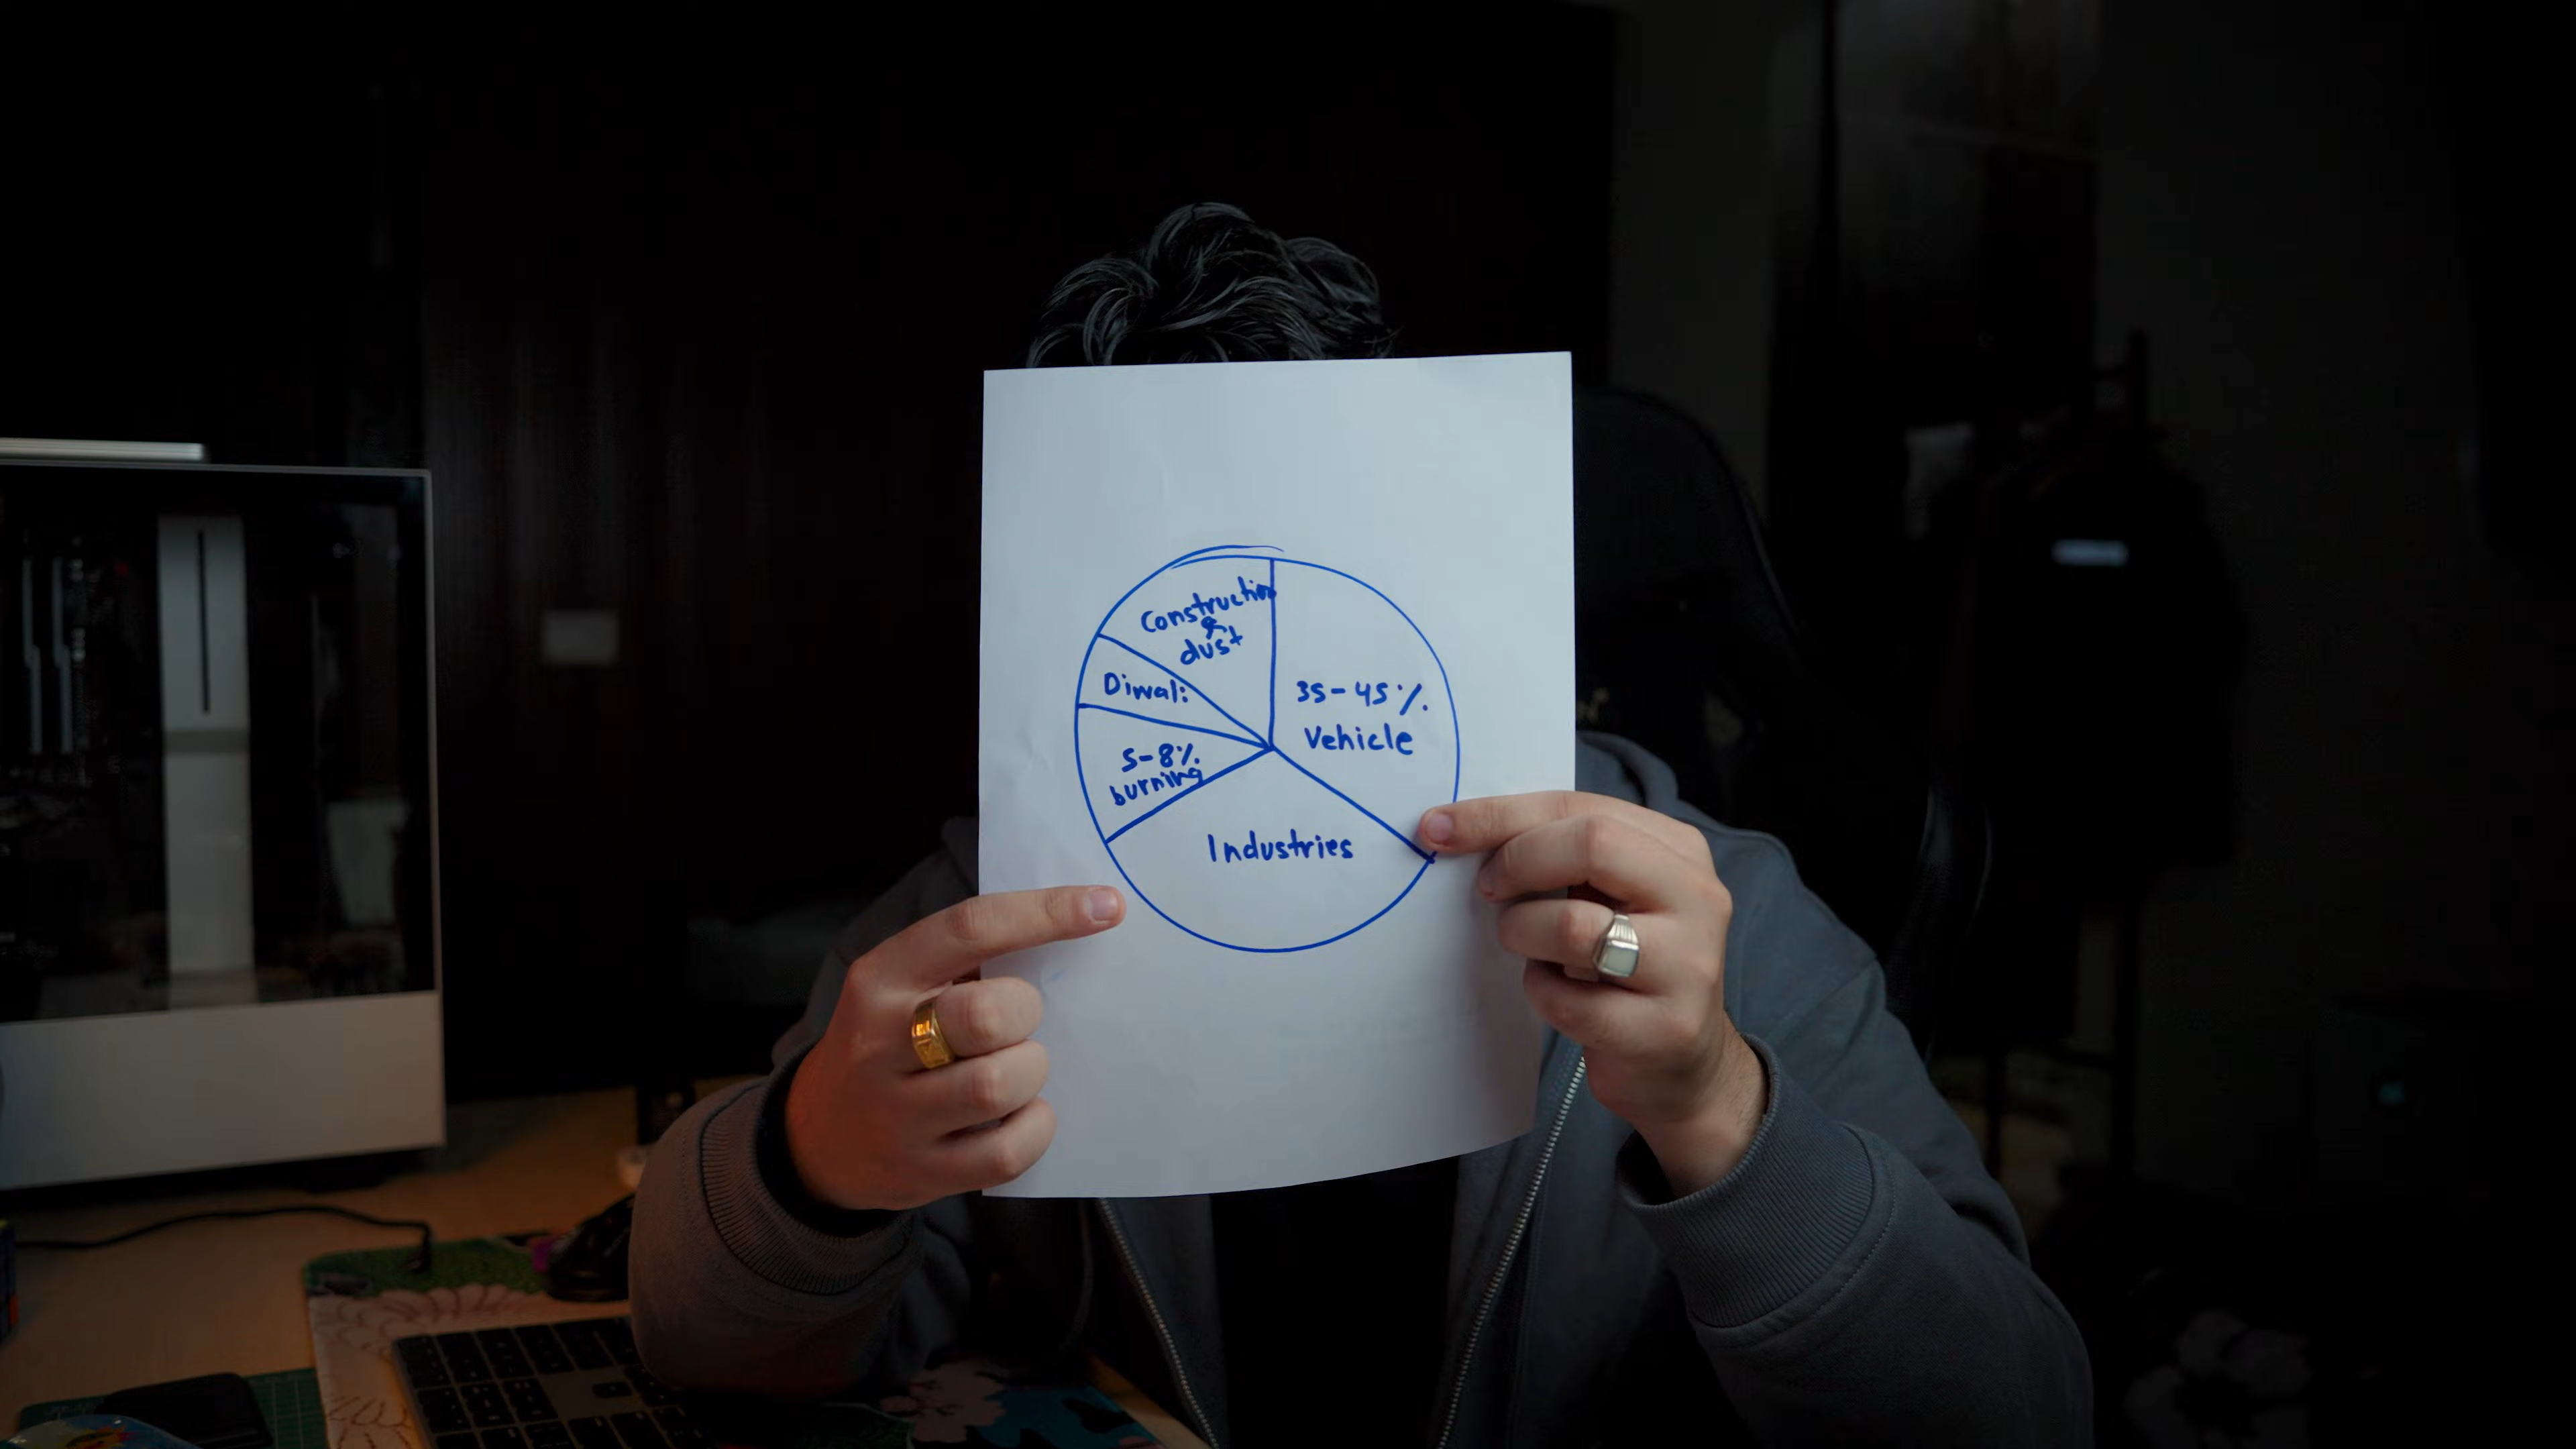 Construction
&
dust
Diwali
5-8%
burning
35-45%
Vehicle
Industries